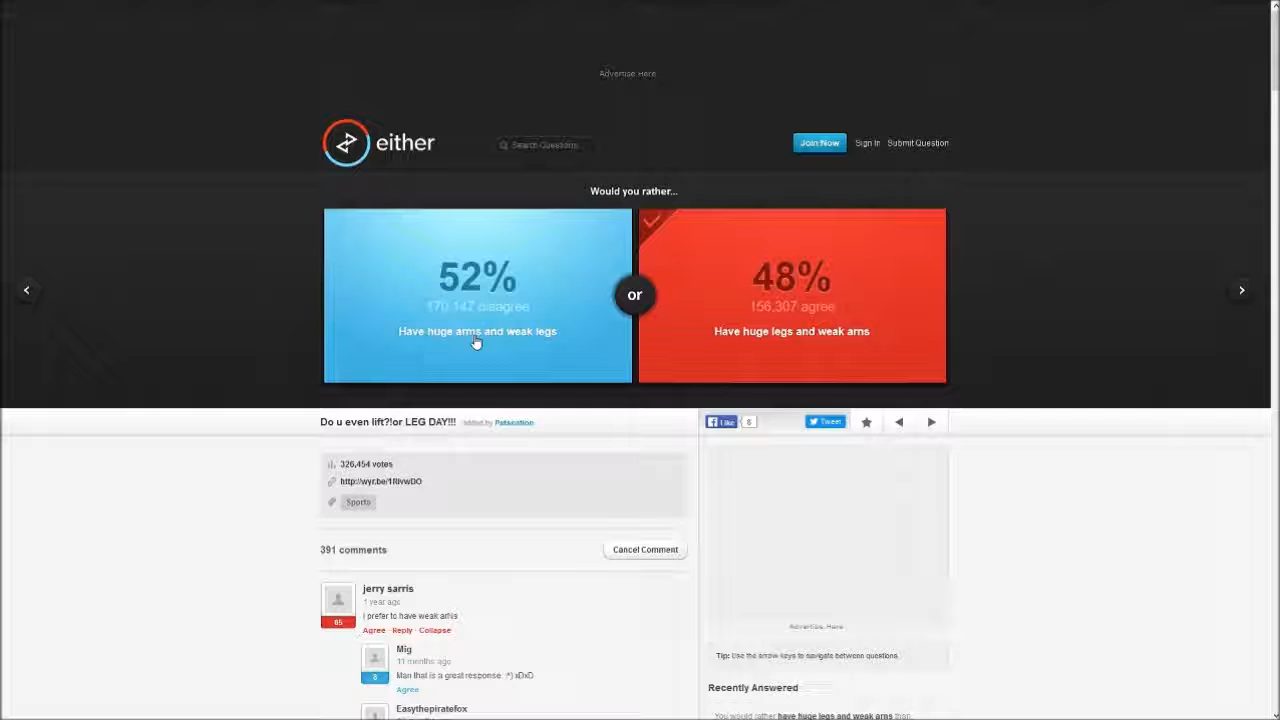 Advertise Here
either
Search Questions
Join Now Sign In Submit Question
Would you rather...
52%
170,147 disagree
Have huge arms and weak legs
or
48%
156,307 agree
Have huge legs and weak arms
Do u even lift?!or LEG DAY!!! added by
Like 8
Tweet
326,454 votes
Sports
391 comments
Cancel Comment
jerry sarris
1 year ago
I prefer to have weak arms
Agree · Reply · Collapse
Mig
11 months ago
8
Man that is a great response :^) xDxD
Agree
Easythepiratefox
Advertise Here
Tip: Use the arrow keys to navigate between questions.
Recently Answered
You would rather have huge legs and weak arms than